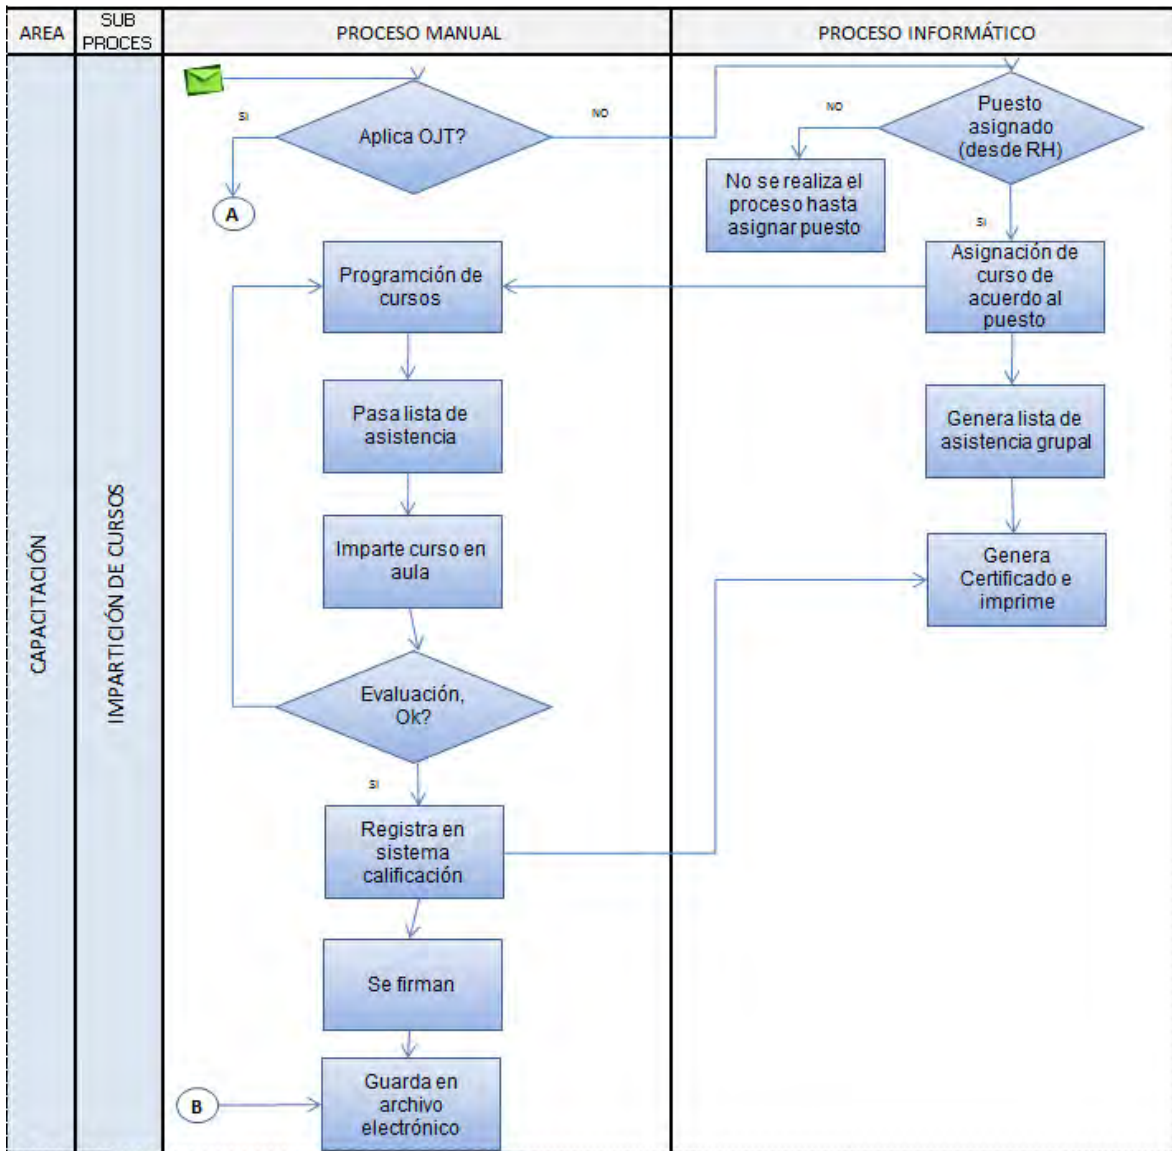 AREA
SUB
PROCES
PROCESO MANUAL
PROCESO INFORMÁTICO
CAPACITACIÓN
IMPARTICIÓN DE CURSOS
Aplica OJT?
SI
NO
A
Puesto
asignado
(desde RH)
NO
SI
No se realiza el
proceso hasta
asignar puesto
Programción de
cursos
Asignación de
curso de
acuerdo al
puesto
Pasa lista de
asistencia
Genera lista de
asistencia grupal
Imparte curso en
aula
Genera
Certificado e
imprime
Evaluación,
Ok?
SI
Registra en
sistema
calificación
Se firman
B
Guarda en
archivo
electrónico